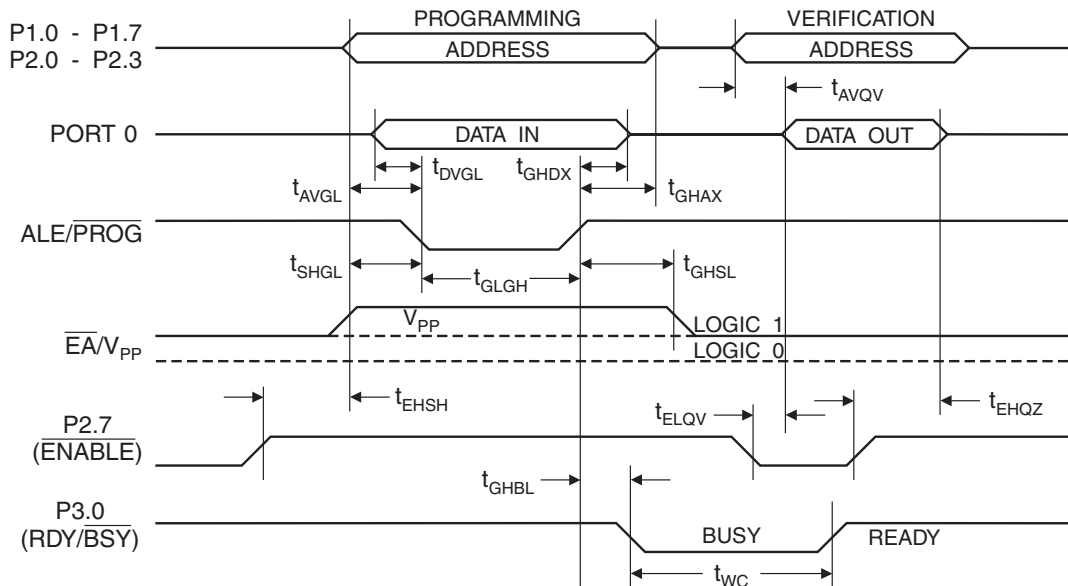 PROGRAMMING VERIFICATION
P1.0 - P1.7
P2.0 - P2.3
ADDRESS ADDRESS
tAVQV
PORT 0 DATA IN DATA OUT
tDVGL tGHDX
tAVGL tGHAX
ALE/PROG
tSHGL tGLGH tGHSL
VPP LOGIC 1
EA/VPP
LOGIC 0
tEHSH tELQV tEHQZ
P2.7
(ENABLE)
tGHBL
P3.0
(RDY/BSY) BUSY READY
tWC